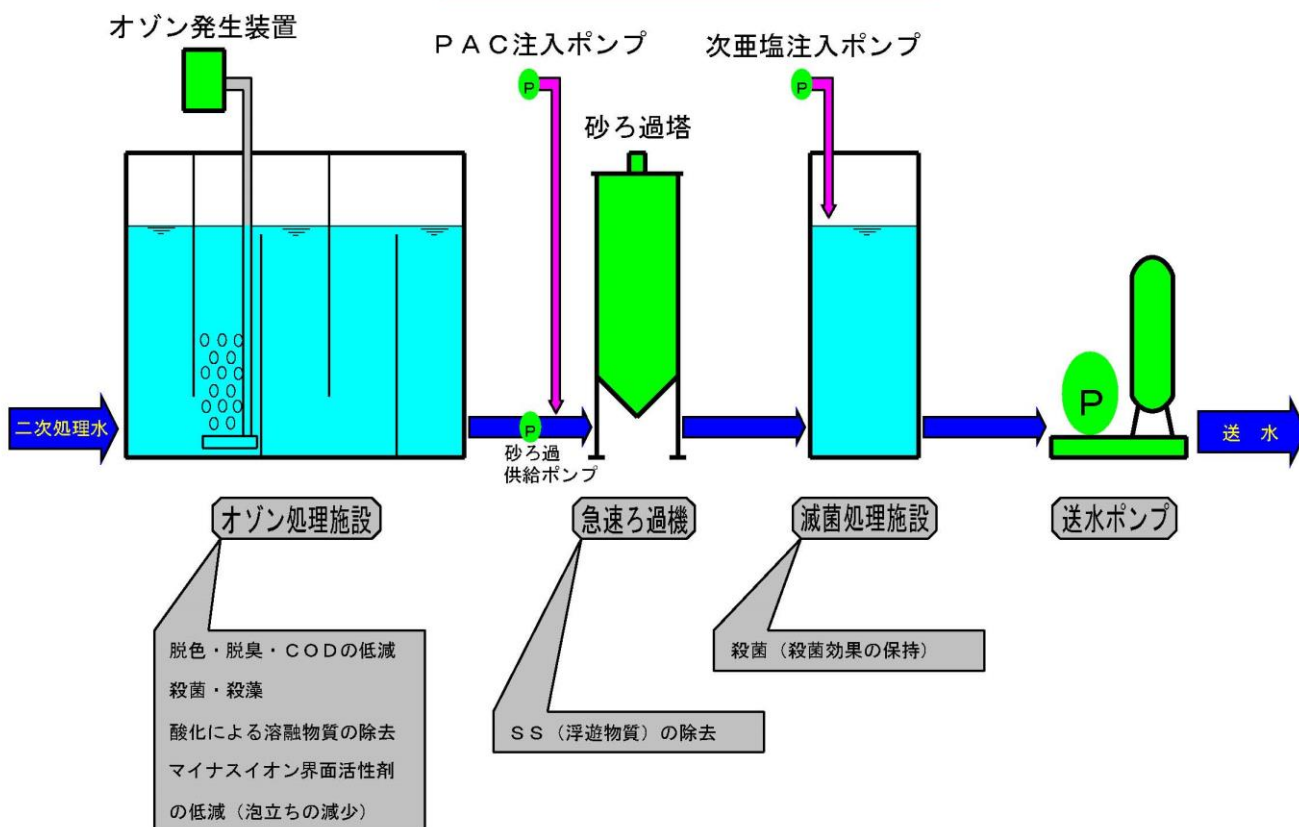 オゾン発生装置
PAC注入ポンプ
次亜塩注入ポンプ
P
P
砂ろ過塔
二次処理水
P
砂ろ過
供給ポンプ
P
送 水
オゾン処理施設
急速ろ過機
滅菌処理施設
送水ポンプ
脱色・脱臭・CODの低減
殺菌・殺藻
酸化による溶融物質の除去
マイナスイオン界面活性剤
の低減(泡立ちの減少)
SS(浮遊物質)の除去
殺菌(殺菌効果の保持)